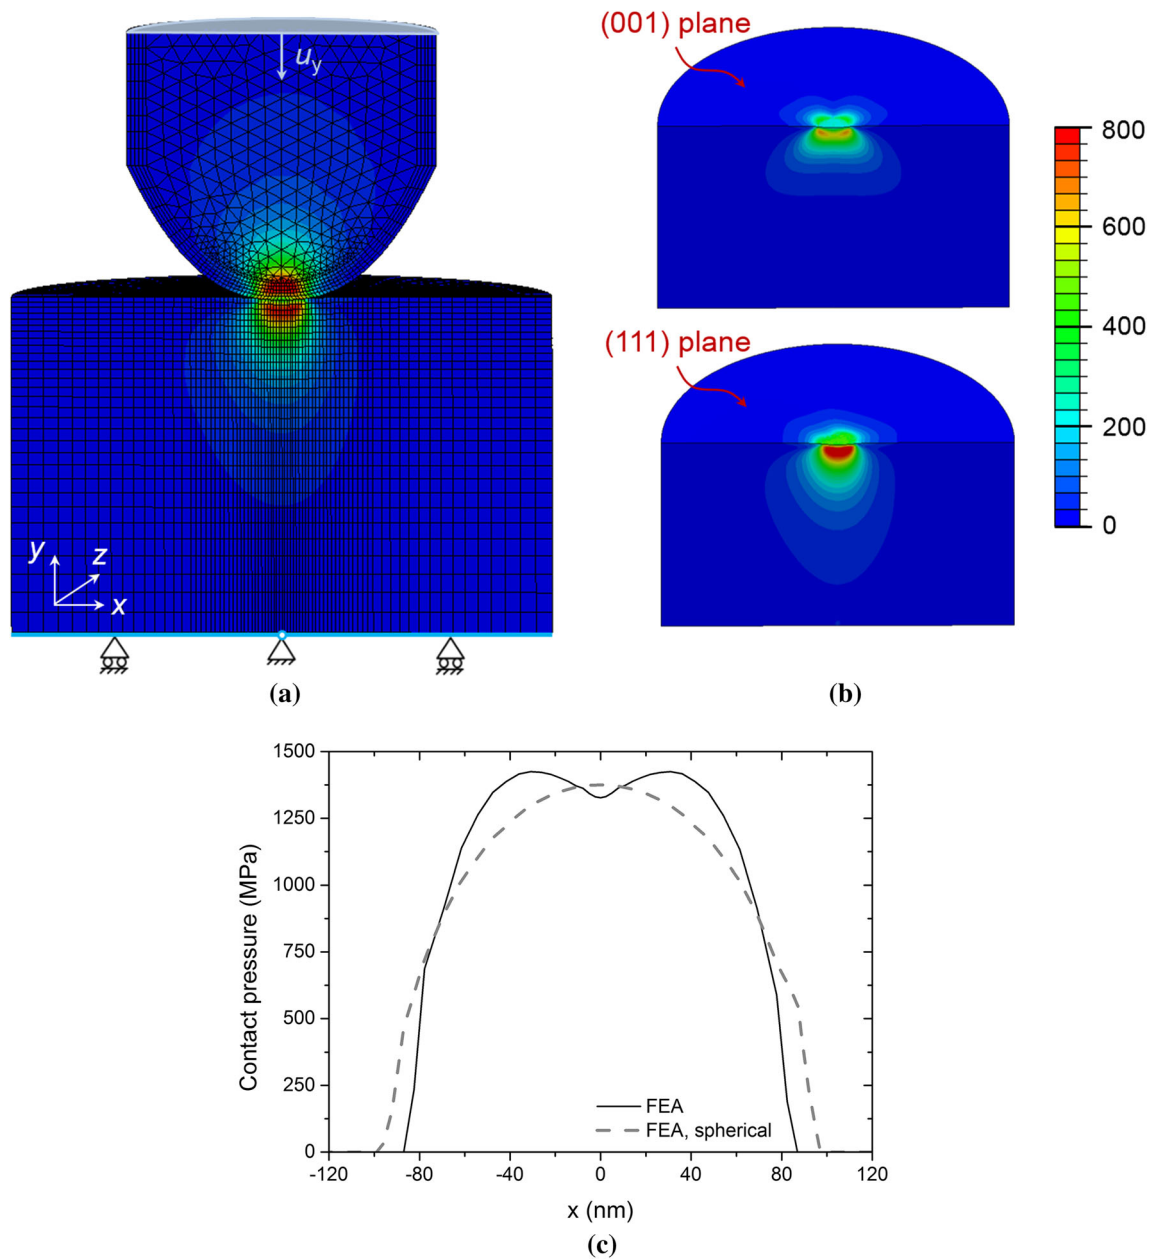 u_y
y
z
x
(a)
(001) plane
(111) plane
800
600
400
200
0
(b)
1500
1250
1000
750
500
250
0
Contact pressure (MPa)
FEA
FEA, spherical
-120 -80 -40 0 40 80 120
x (nm)
(c)